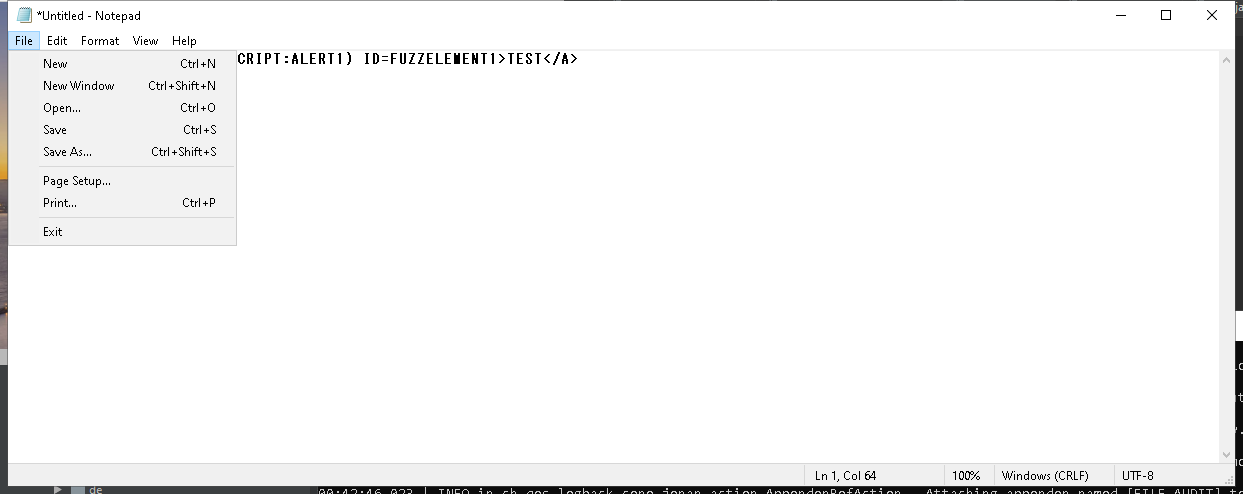 *Untitled - Notepad
File Edit Format View Help
CRIPT:ALERT1) ID=FUZZELEMENT1>TEST</A>
New Ctrl+N
New Window Ctrl+Shift+N
Open... Ctrl+O
Save Ctrl+S
Save As... Ctrl+Shift+S
Page Setup...
Print... Ctrl+P
Exit
Ln 1, Col 64 100% Windows (CRLF) UTF-8
de